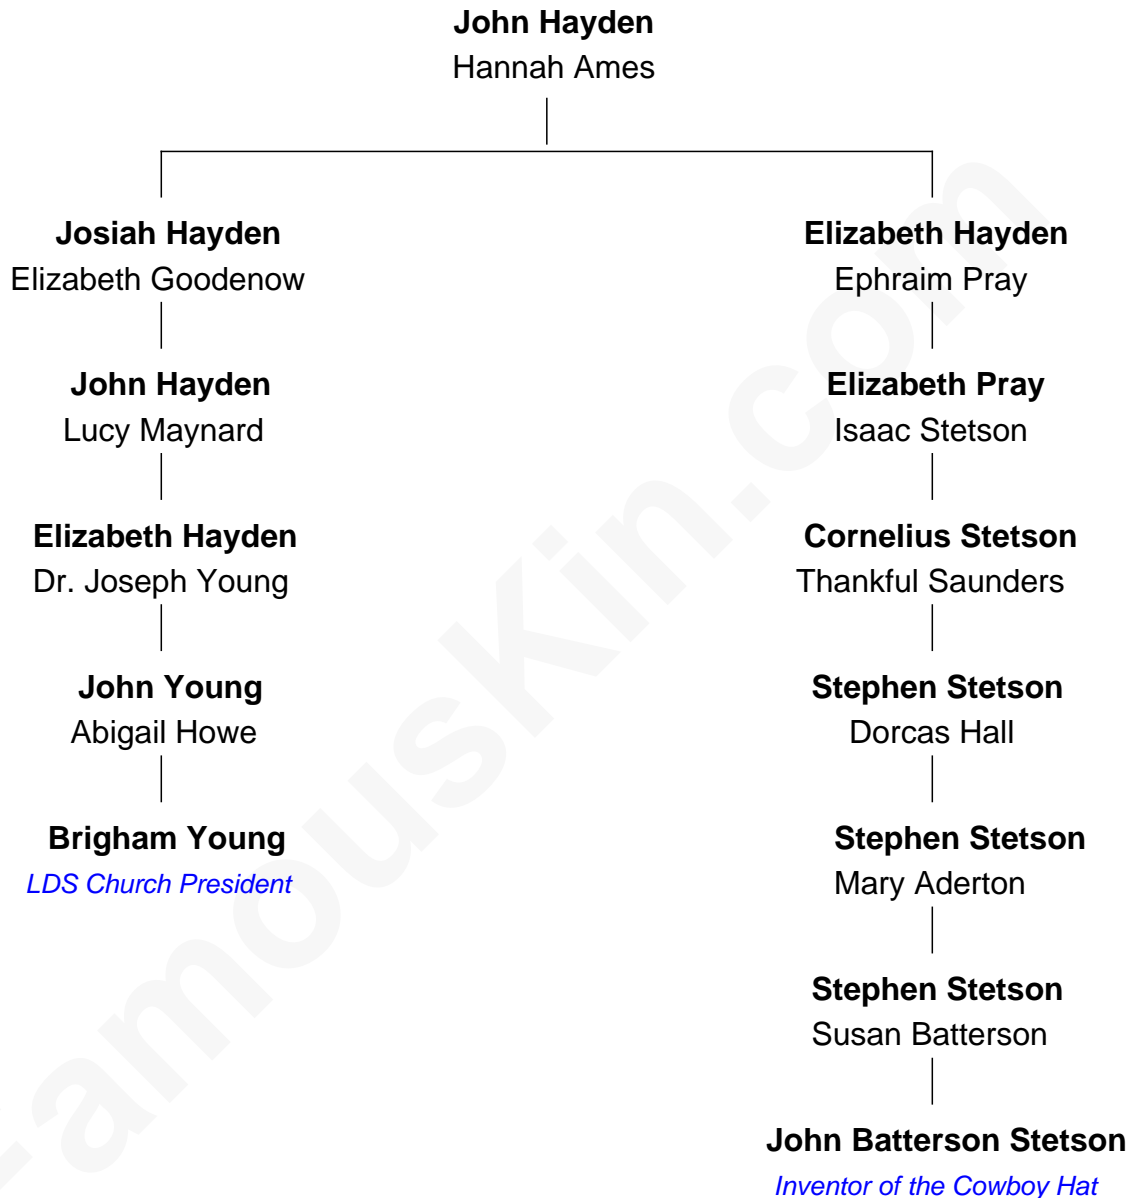 John Hayden
Hannah Ames
Josiah Hayden
Elizabeth Goodenow
John Hayden
Lucy Maynard
Elizabeth Hayden
Dr. Joseph Young
John Young
Abigail Howe
Brigham Young
LDS Church President
Elizabeth Hayden
Ephraim Pray
Elizabeth Pray
Isaac Stetson
Cornelius Stetson
Thankful Saunders
Stephen Stetson
Dorcas Hall
Stephen Stetson
Mary Aderton
Stephen Stetson
Susan Batterson
John Batterson Stetson
Inventor of the Cowboy Hat
FamousKin.com